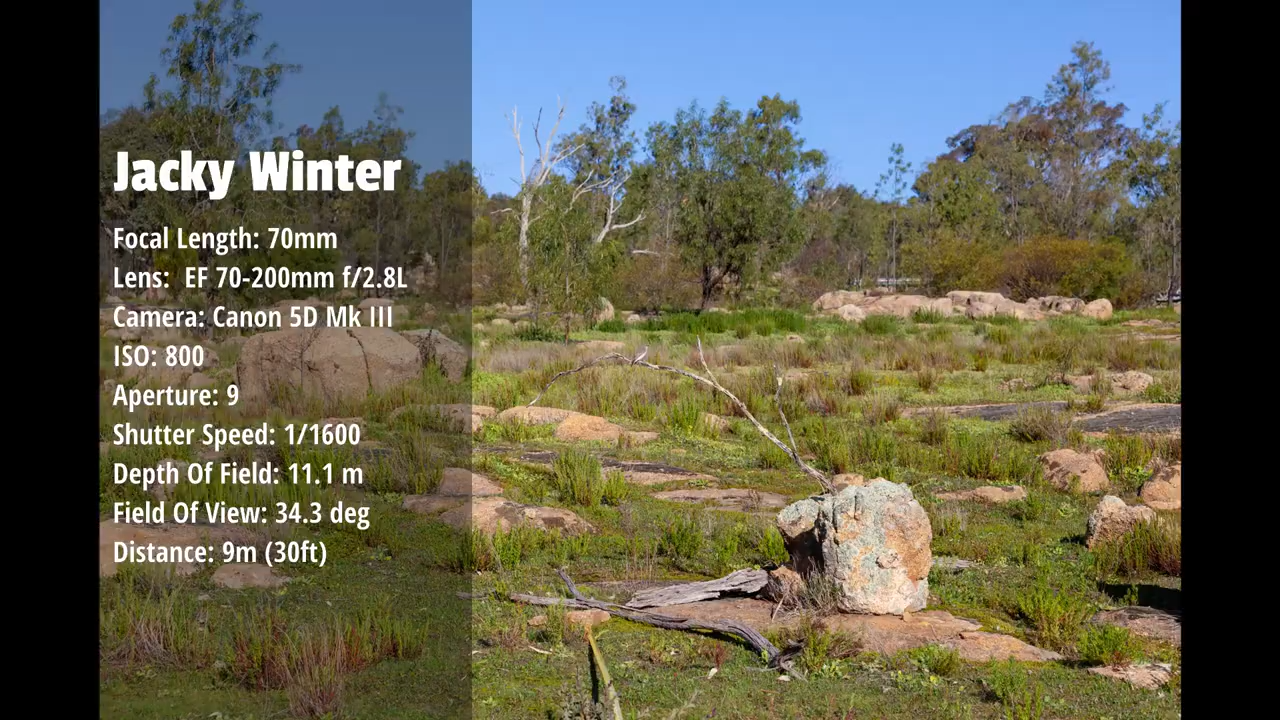 Jacky Winter
Focal Length: 70mm
Lens:  EF 70-200mm f/2.8L
Camera: Canon 5D Mk III
ISO: 800
Aperture: 9
Shutter Speed: 1/1600
Depth Of Field: 11.1 m
Field Of View: 34.3 deg
Distance: 9m (30ft)